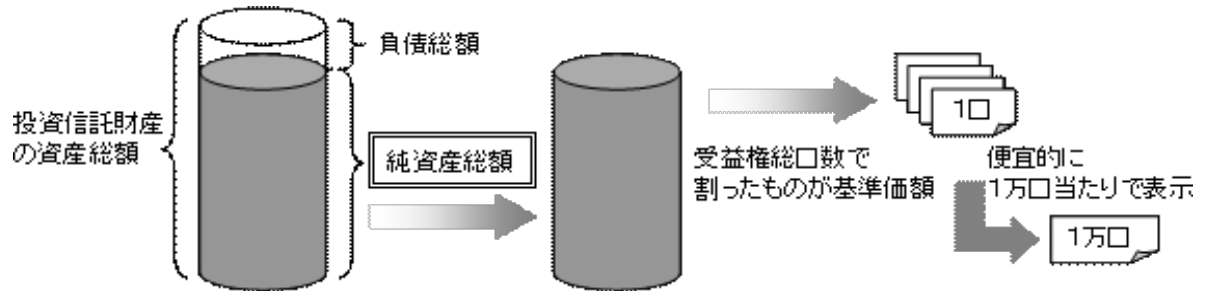 負債総額
投資信託財産
の資産総額
純資産総額
受益権総口数で
割ったものが基準価額
1口
便宜的に
1万口当たりで表示
1万口